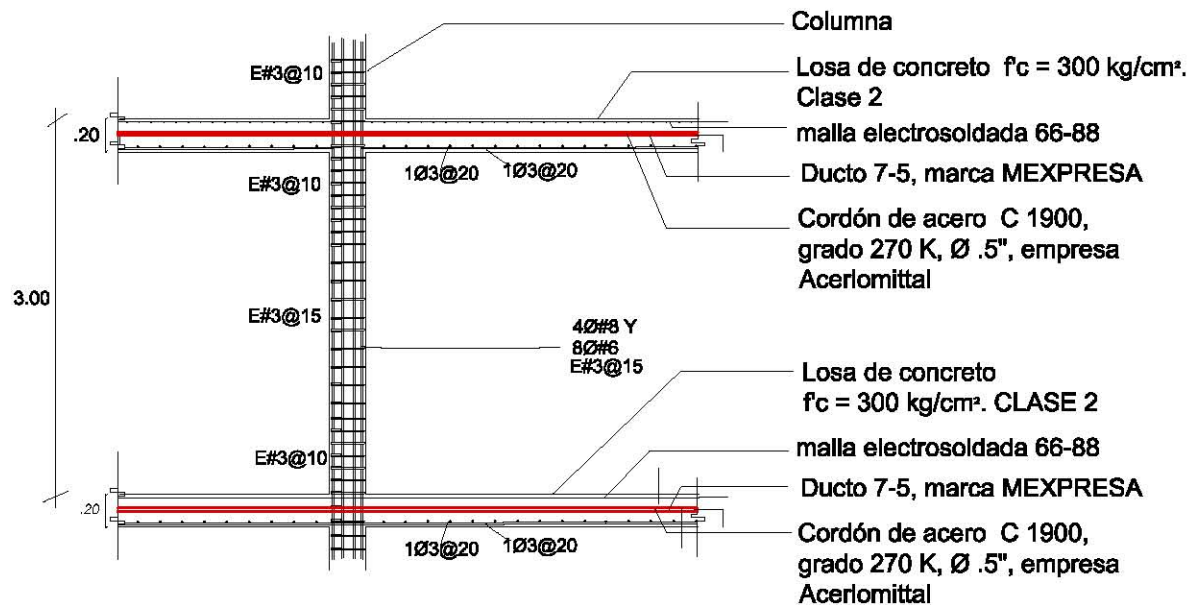 Columna
E#3@10
Losa de concreto f'c = 300 kg/cm².
Clase 2
.20
malla electrosoldada 66-88
1Ø3@20
1Ø3@20
E#3@10
Ducto 7-5, marca MEXPRESA
Cordón de acero C 1900,
grado 270 K, Ø .5", empresa
Acerlomittal
3.00
E#3@15
4Ø#8 Y
8Ø#6
E#3@15
Losa de concreto
f'c = 300 kg/cm². CLASE 2
E#3@10
malla electrosoldada 66-88
.20
Ducto 7-5, marca MEXPRESA
1Ø3@20
1Ø3@20
Cordón de acero C 1900,
grado 270 K, Ø .5", empresa
Acerlomittal